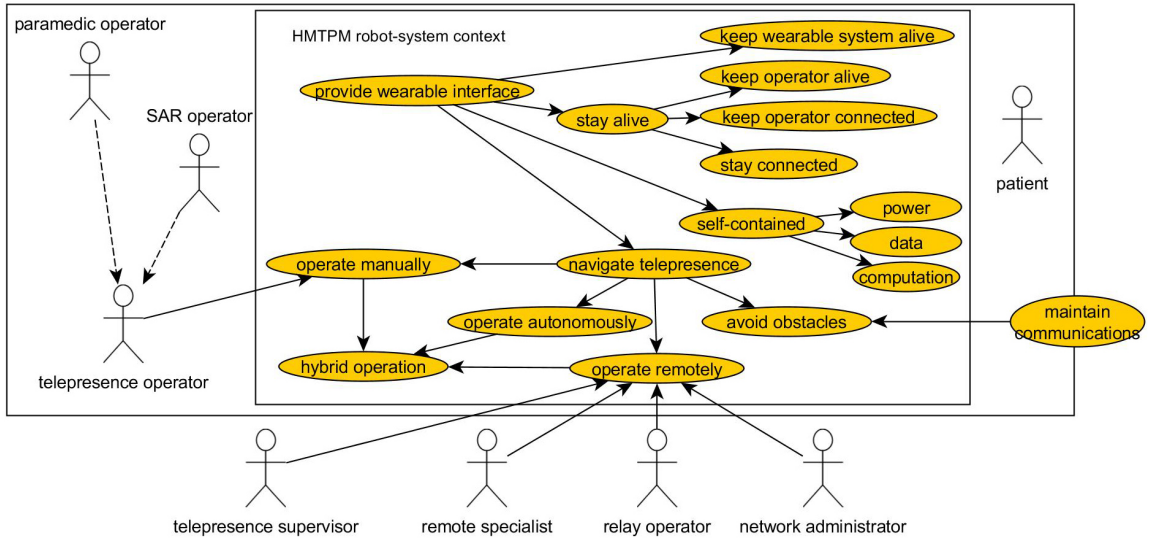 paramedic operator
HMTPM robot-system context
keep wearable system alive
keep operator alive
provide wearable interface
SAR operator
stay alive
keep operator connected
stay connected
patient
power
self-contained
data
operate manually
navigate telepresence
computation
operate autonomously
avoid obstacles
maintain
communications
hybrid operation
operate remotely
telepresence operator
telepresence supervisor
remote specialist
relay operator
network administrator